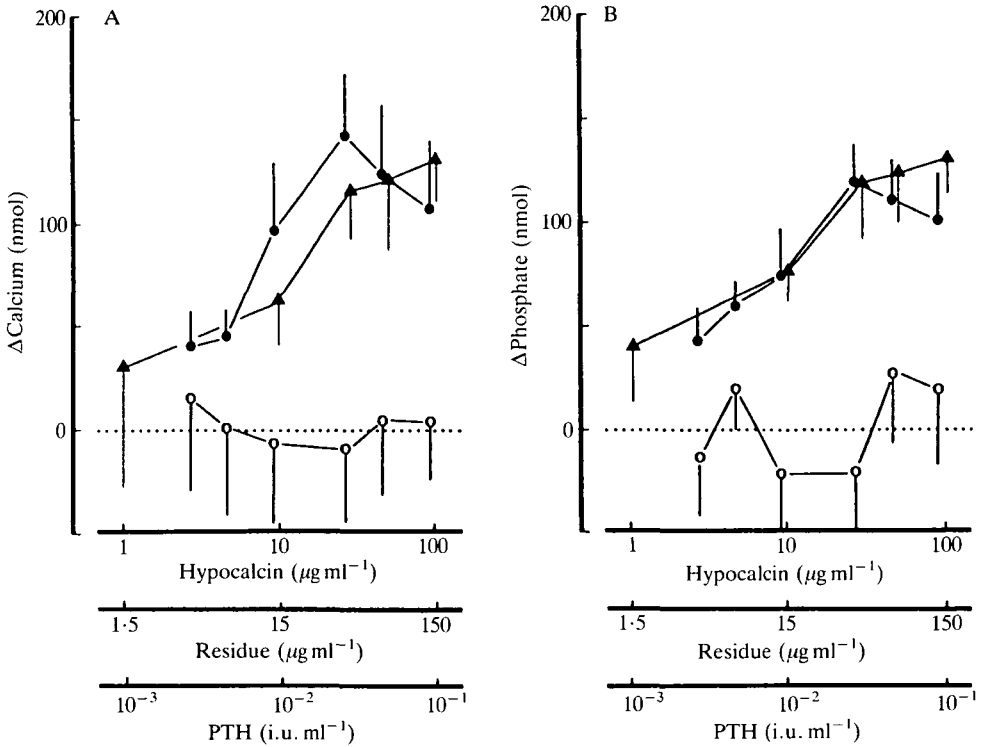 A
200
150
100
50
0
ΔCalcium (nmol)
1 10 100
Hypocalcin (µg ml⁻¹)
1·5 15 150
Residue (µg ml⁻¹)
10⁻³ 10⁻² 10⁻¹
PTH (i.u. ml⁻¹)
B
200
100
0
ΔPhosphate (nmol)
1 10 100
Hypocalcin (µg ml⁻¹)
1·5 15 150
Residue (µg ml⁻¹)
10⁻³ 10⁻² 10⁻¹
PTH (i.u. ml⁻¹)